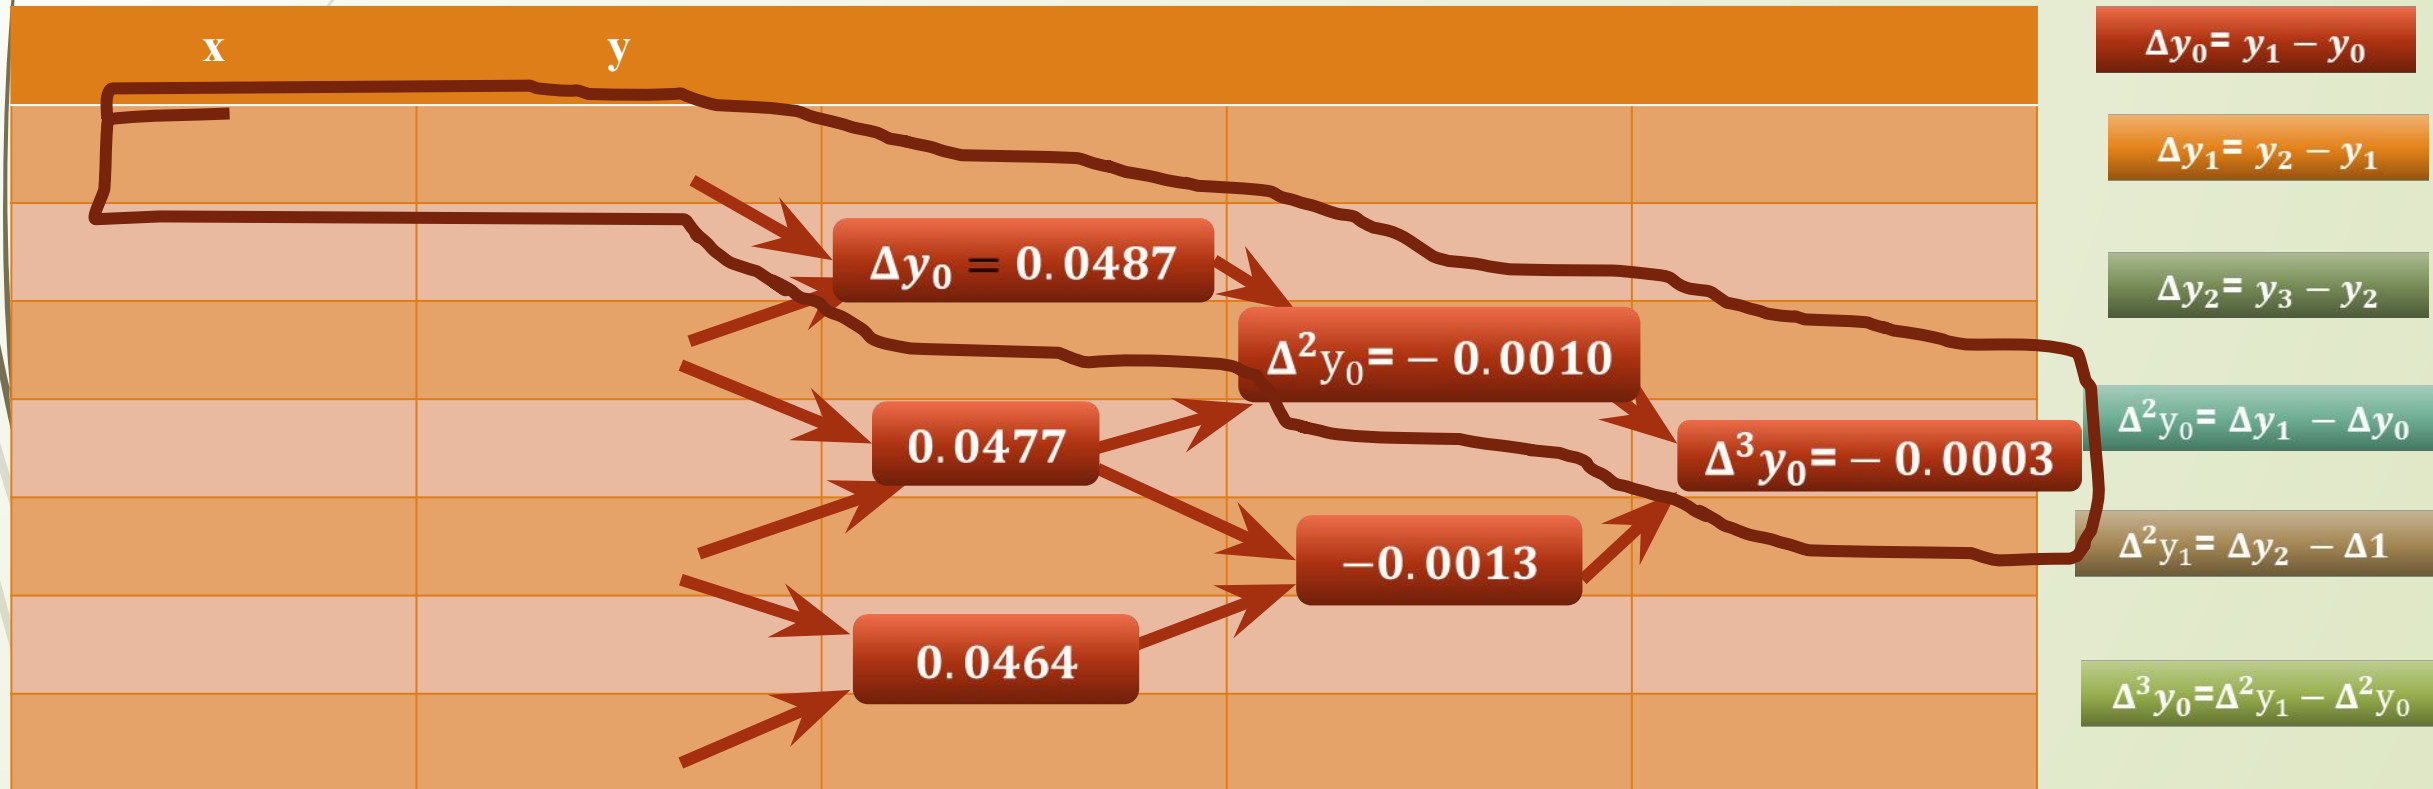 x y
Δy₀ = 0.0487
Δ²y₀= − 0.0010
0.0477
Δ³y₀= − 0.0003
−0.0013
0.0464
Δy₀= y₁ − y₀
Δy₁= y₂ − y₁
Δy₂= y₃ − y₂
Δ²y₀= Δy₁ − Δy₀
Δ²y₁= Δy₂ − Δ1
Δ³y₀=Δ²y₁ − Δ²y₀